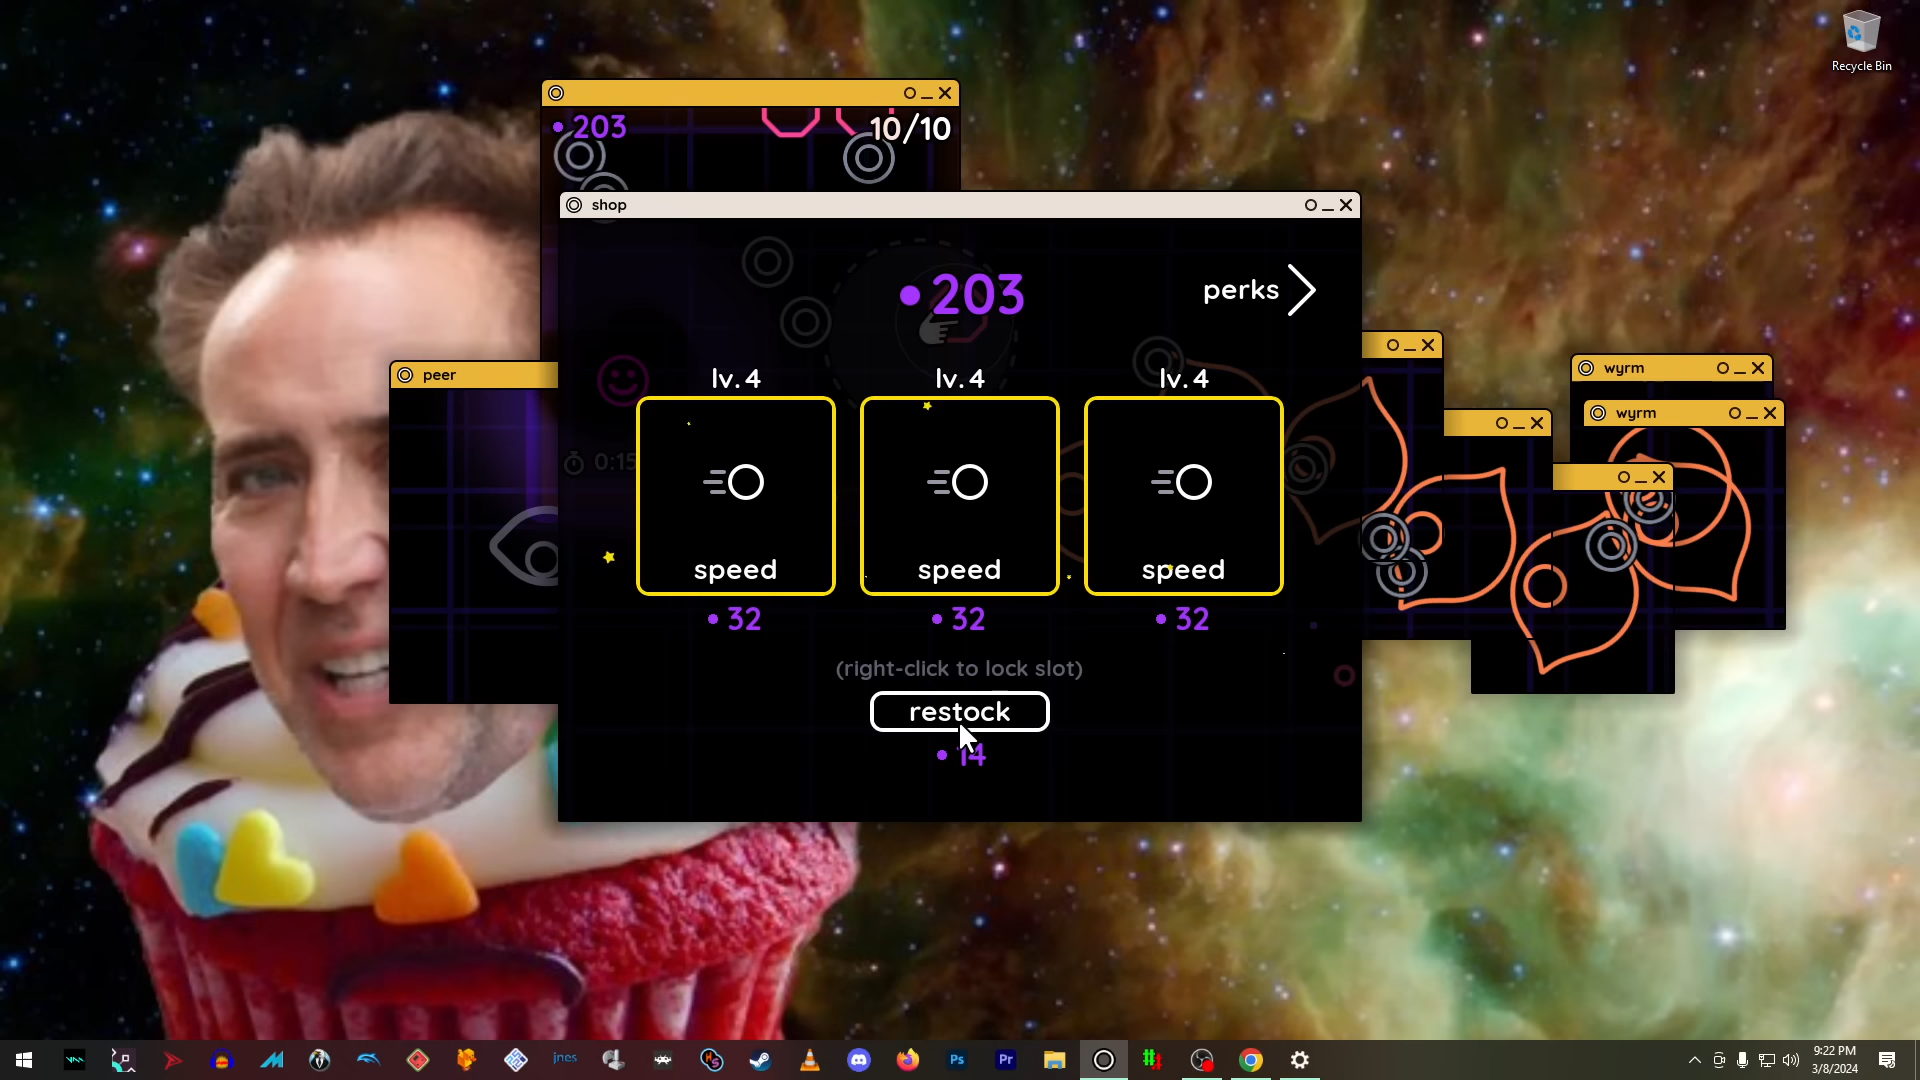 Recycle Bin
203
10/10
shop
203
perks
peer
lv.4
lv.4
lv.4
wyrm
wyrm
0:15
speed
speed
speed
32
32
32
(right-click to lock slot)
restock
14
jnes
Ps
Pr
9:22 PM
3/8/2024